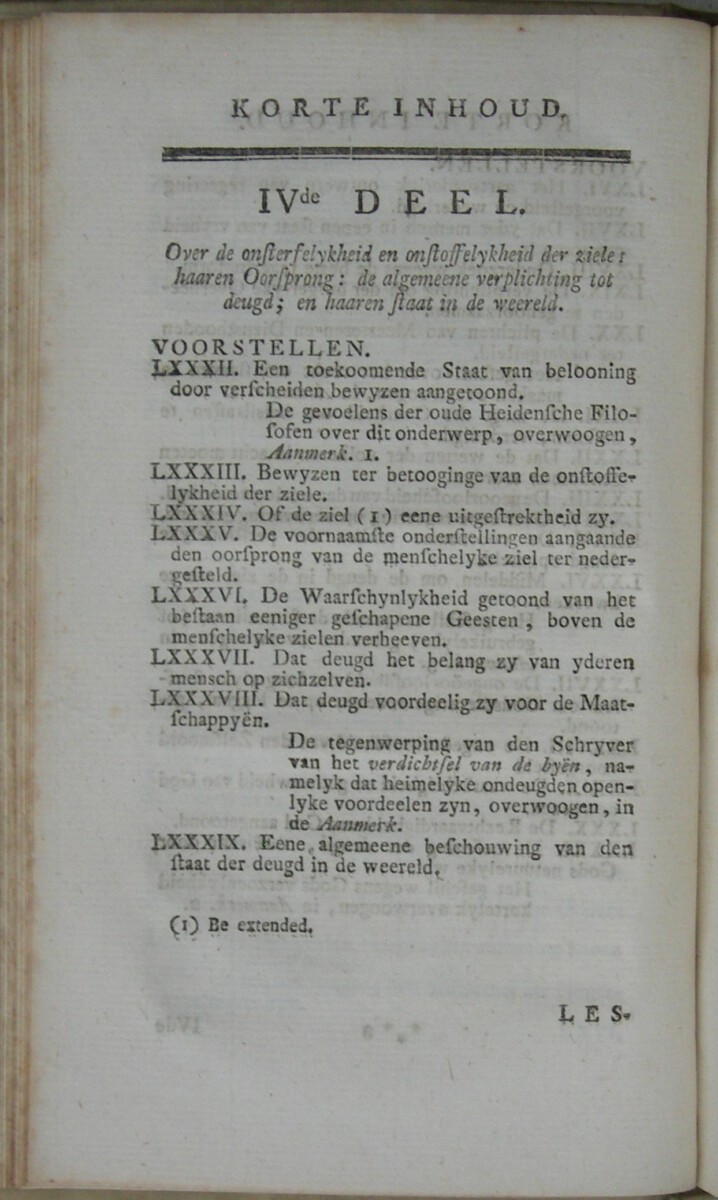 KORTE INHOUD.
IVde DEEL.
Over de onſterfelykheid en onſtoffelykheid der ziele:
haaren Oorſprong: de algemeene verplichting tot
deugd; en haaren ſtaat in de weereld.
VOORSTELLEN.
LXXXII. Een toekoomende Staat van belooning
door verſcheiden bewyzen aangetoond.
De gevoelens der oude Heidenſche Filo-
ſofen over dit onderwerp, overwoogen,
Aanmerk. 1.
LXXXIII. Bewyzen ter betooginge van de onſtoffe-
lykheid der ziele.
LXXXIV. Of de ziel (1) eene uitgeſtrektheid zy.
LXXXV. De voornaamſte onderſtellingen aangaande
den oorſprong van de menſchelyke ziel ter neder-
geſteld.
LXXXVI. De Waarſchynlykheid getoond van het
beſtaan eeniger geſchapene Geesten, boven de
menſchelyke zielen verheeven.
LXXXVII. Dat deugd het belang zy van yderen
mensch op zichzelven.
LXXXVIII. Dat deugd voordeelig zy voor de Maat-
ſchappyën.
De tegenwerping van den Schryver
van het verdichtſel van de byën, na-
melyk dat heimelyke ondeugden open-
lyke voordeelen zyn, overwoogen, in
de Aanmerk.
LXXXIX. Eene algemeene beſchouwing van den
ſtaat der deugd in de weereld.
(1) Be extended.
LES-